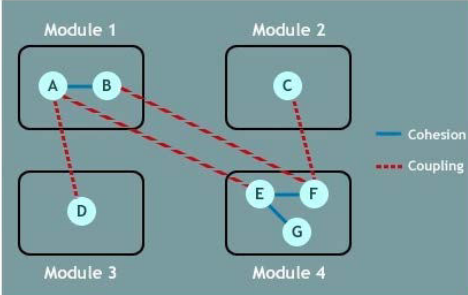 Module 1
Module 2
A
B
C
Cohesion
Coupling
E
F
D
G
Module 3
Module 4